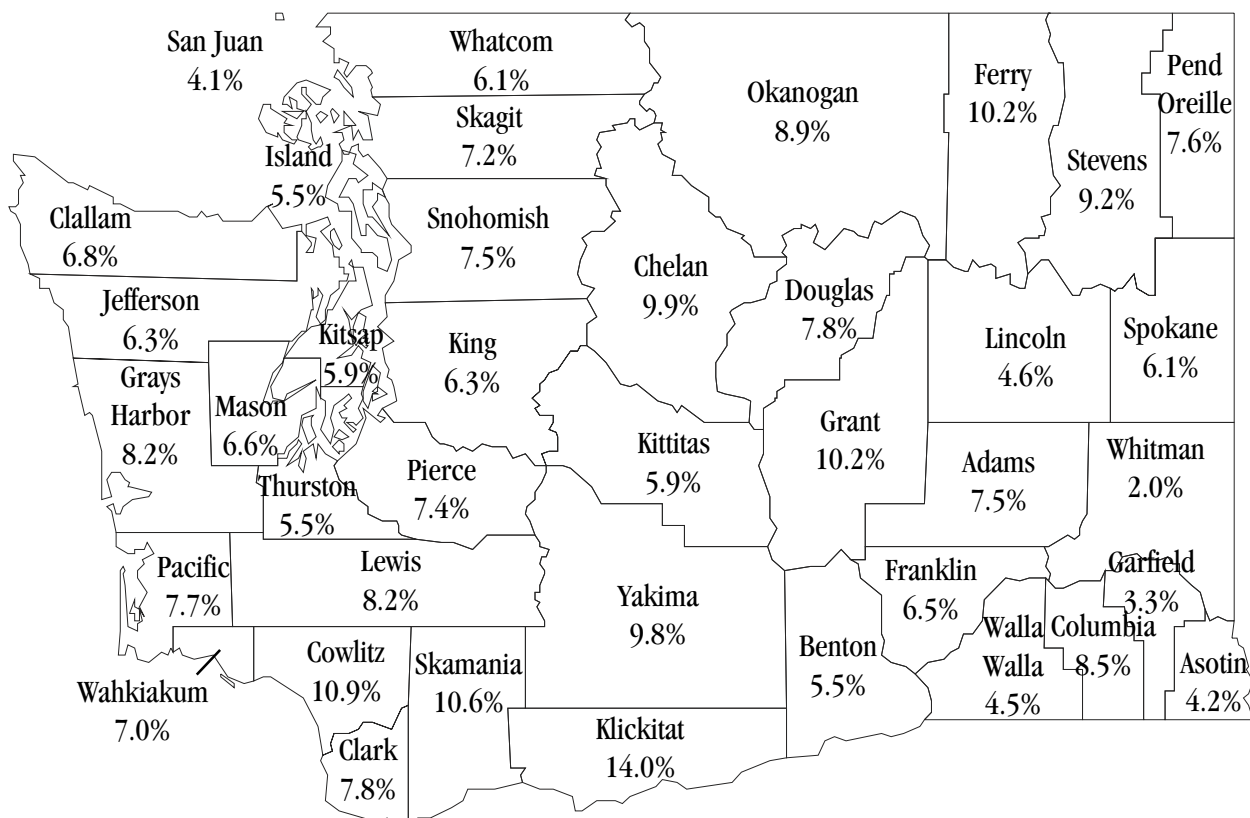 San Juan
4.1%
Whatcom
6.1%
Skagit
7.2%
Island
5.5%
Clallam
6.8%
Snohomish
7.5%
Jefferson
6.3%
Kitsap
5.9%
King
6.3%
Grays
Harbor
8.2%
Mason
6.6%
Thurston
5.5%
Pierce
7.4%
Pacific
7.7%
Lewis
8.2%
Wahkiakum
7.0%
Cowlitz
10.9%
Clark
7.8%
Skamania
10.6%
Okanogan
8.9%
Chelan
9.9%
Douglas
7.8%
Kittitas
5.9%
Grant
10.2%
Yakima
9.8%
Klickitat
14.0%
Benton
5.5%
Ferry
10.2%
Stevens
9.2%
Pend
Oreille
7.6%
Lincoln
4.6%
Spokane
6.1%
Adams
7.5%
Whitman
2.0%
Franklin
6.5%
Walla
Walla
4.5%
Columbia
8.5%
Garfield
3.3%
Asotin
4.2%